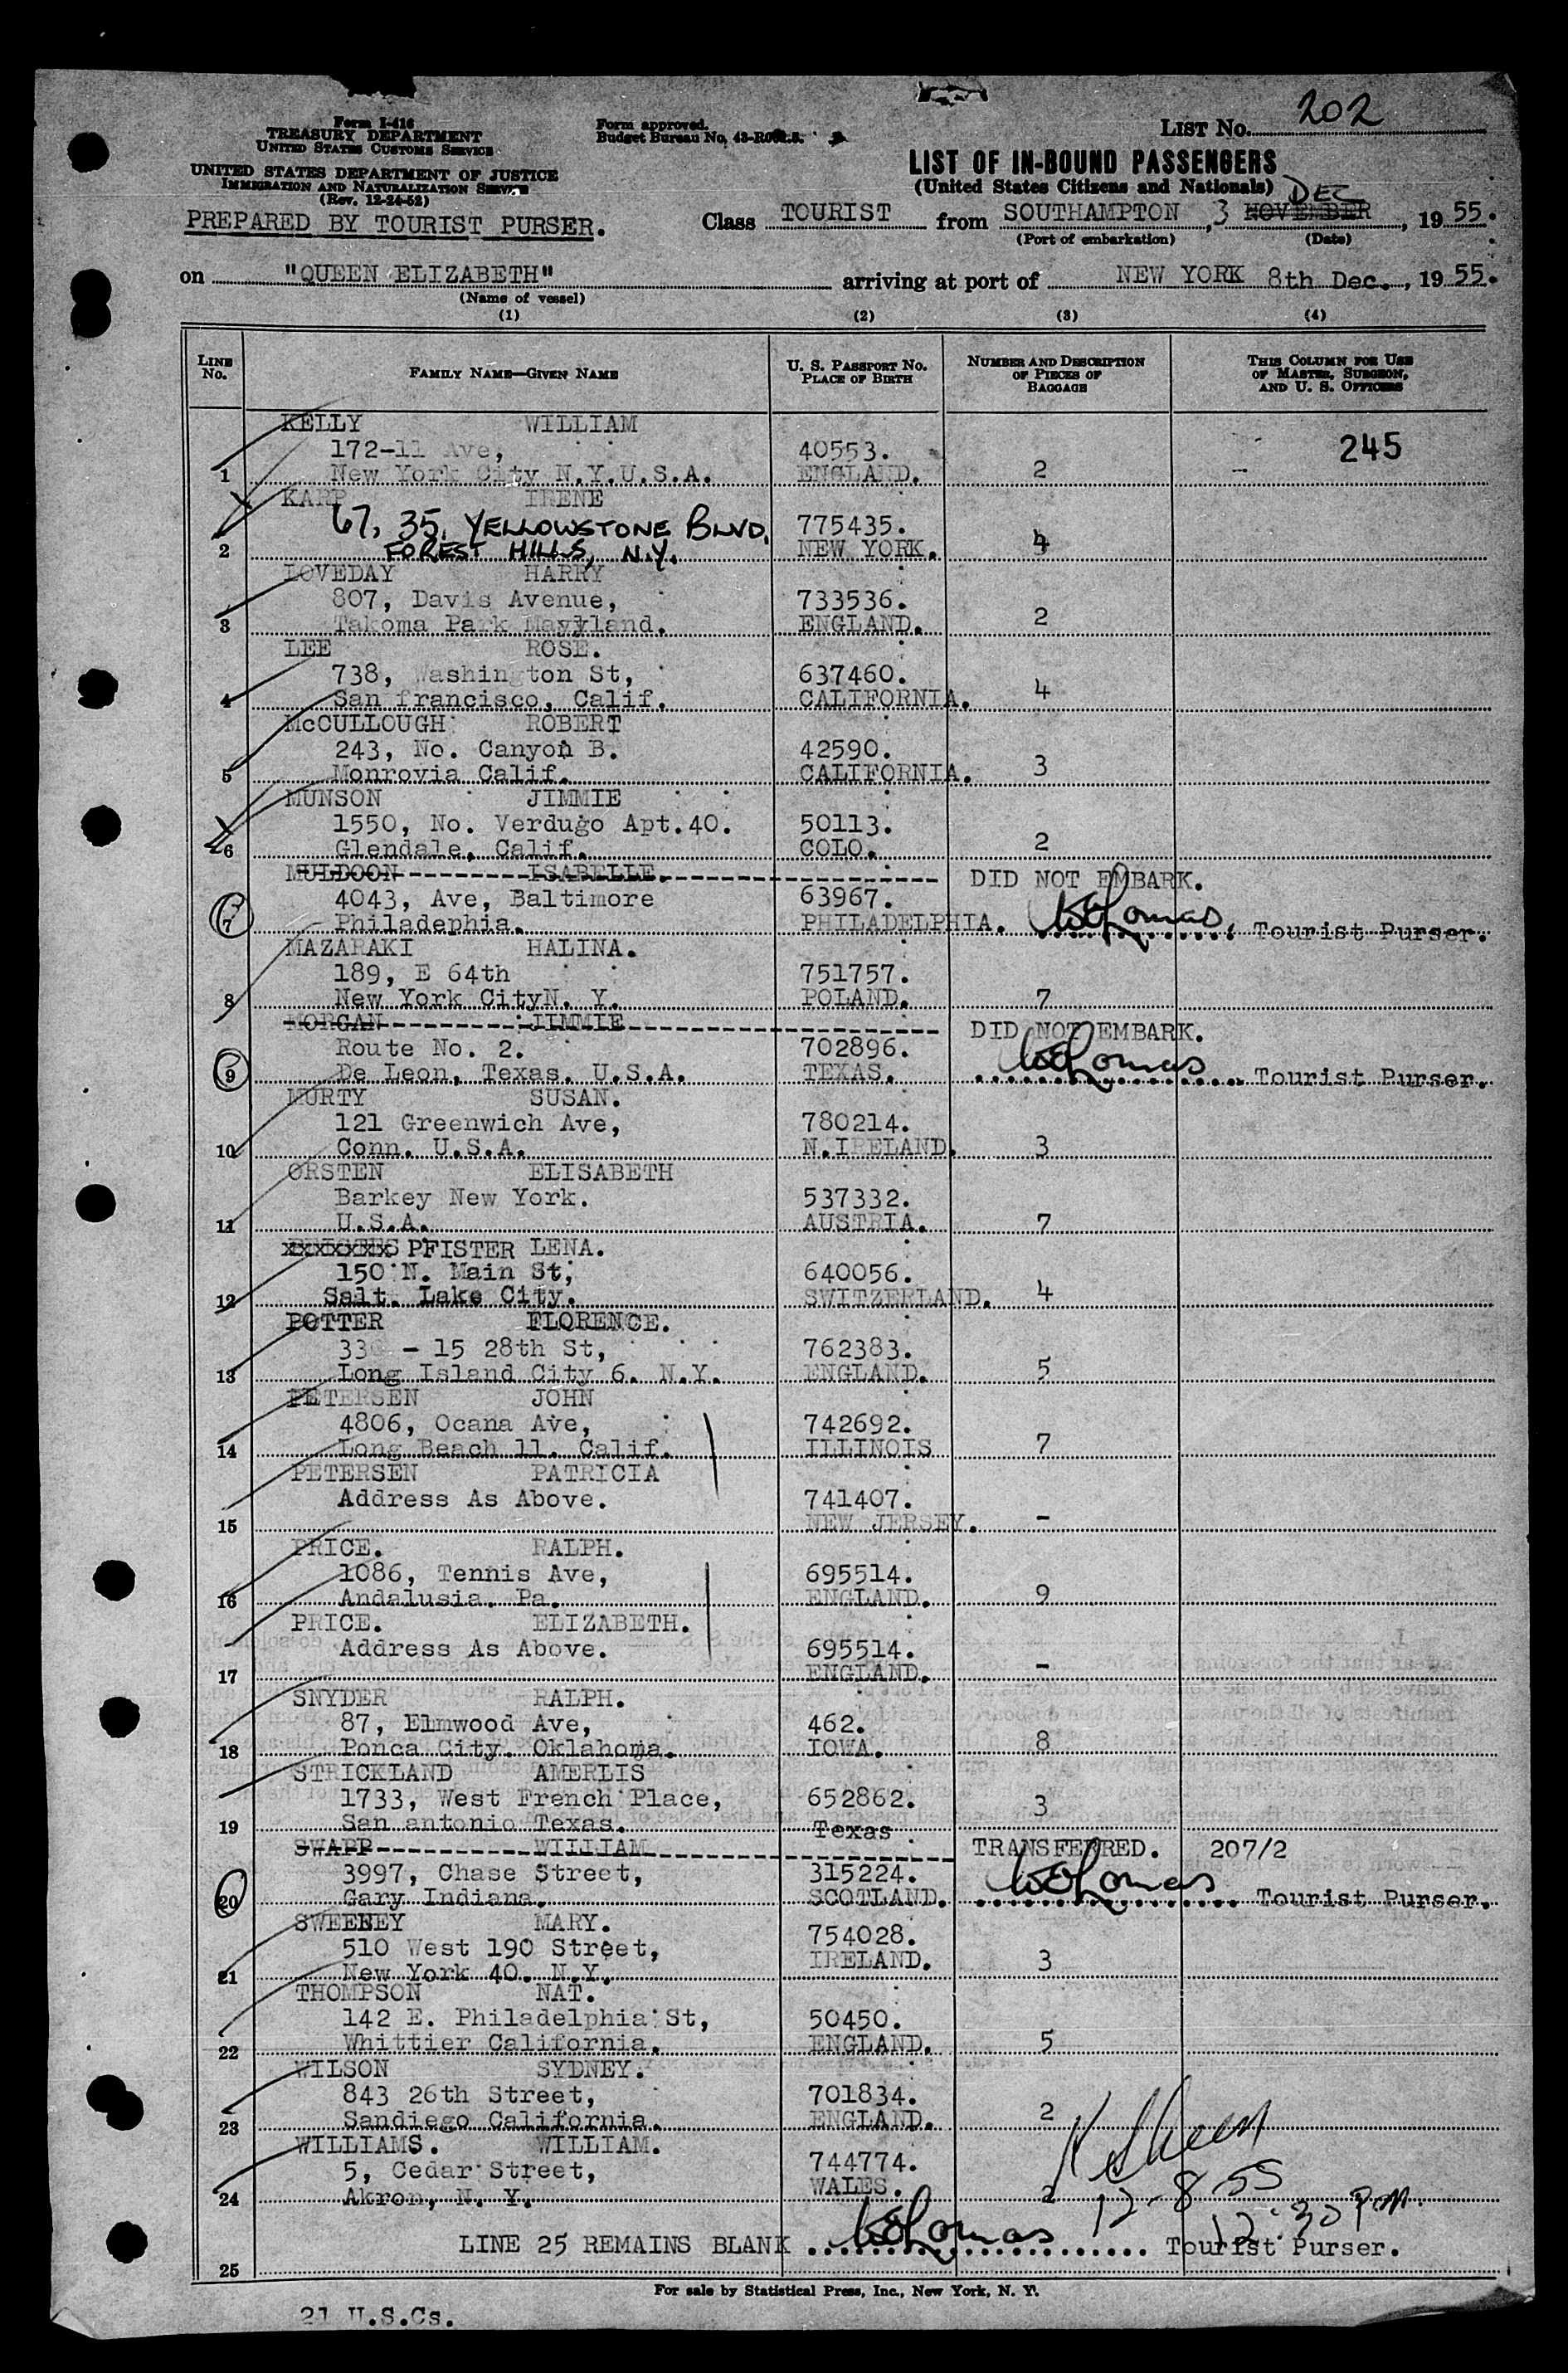 Form I-416
TREASURY DEPARTMENT
UNITED STATES CUSTOMS SERVICE
UNITED STATES DEPARTMENT OF JUSTICE
IMMIGRATION AND NATURALIZATION SERVICE
(Rev. 12-24-52)
PREPARED BY TOURIST PURSER.
Form approved.
Budget Bureau No. 43-
LIST No. 202
LIST OF IN-BOUND PASSENGERS
(United States Citizens and Nationals)
DEC
Class TOURIST from SOUTHAMPTON, 3 NOVEMBER, 1955.
(Port of embarkation) (Date)
on "QUEEN ELIZABETH" arriving at port of NEW YORK 8th Dec., 1955.
(Name of vessel)
(1) (2) (3) (4)
LINE No. FAMILY NAME—GIVEN NAME U. S. PASSPORT No. PLACE OF BIRTH NUMBER AND DESCRIPTION OF PIECES OF BAGGAGE THIS COLUMN FOR USE OF MASTER, SURGEON, AND U. S. OFFICERS
KELLY WILLIAM
172-11 Ave, 40553. 245
1 New York City N.Y.U.S.A. ENGLAND. 2
KARP IRENE
67, 35, YELLOWSTONE BLVD. 775435.
2 FOREST HILLS, N.Y. NEW YORK. 4
LOVEDAY HARRY
807, Davis Avenue, 733536.
3 Takoma Park Mayyland. ENGLAND. 2
LEE ROSE.
738, Washington St, 637460.
4 San francisco, Calif. CALIFORNIA. 4
McCULLOUGH ROBERT
243, No. Canyon B. 42590.
5 Monrovia Calif. CALIFORNIA. 3
MUNSON JIMMIE
1550, No. Verdugo Apt.40. 50113.
6 Glendale, Calif. COLO. 2
MULDOON ISABELLE. DID NOT EMBARK.
4043, Ave, Baltimore 63967.
7 Philadephia. PHILADELPHIA. Tourist Purser.
MAZARAKI HALINA.
189, E 64th 751757.
8 New York CityN. Y. POLAND. 7
MORGAN JIMMIE DID NOT EMBARK.
Route No. 2. 702896.
9 De Leon, Texas. U.S.A. TEXAS. Tourist Purser.
MURTY SUSAN.
121 Greenwich Ave, 780214.
10 Conn. U.S.A. N.IRELAND. 3
ORSTEN ELISABETH
Barkey New York. 537332.
11 U.S.A. AUSTRIA. 7
PFISTER LENA.
150 N. Main St, 640056.
12 Salt. Lake City. SWITZERLAND. 4
POTTER FLORENCE.
- 15 28th St, 762383.
13 Long Island City 6. N.Y. ENGLAND. 5
PETERSEN JOHN
4806, Ocana Ave, 742692.
14 Long Beach 11. Calif. ILLINOIS 7
PETERSEN PATRICIA
Address As Above. 741407.
15 NEW JERSEY. -
PRICE. RALPH.
1086, Tennis Ave, 695514.
16 Andalusia. Pa. ENGLAND. 9
PRICE. ELIZABETH.
Address As Above. 695514.
17 ENGLAND. -
SNYDER RALPH.
87, Elmwood Ave, 462.
18 Ponca City. Oklahoma. IOWA. 8
STRICKLAND AMERLIS
1733, West French Place, 652862.
19 San antonio Texas. Texas 3
SWAPP WILLIAM TRANSFERRED. 207/2
3997, Chase Street, 315224.
20 Gary Indiana. SCOTLAND. Tourist Purser.
SWEENEY MARY.
510 West 190 Street, 754028.
21 New York 40. N.Y. IRELAND. 3
THOMPSON NAT.
142 E. Philadelphia St, 50450.
22 Whittier California. ENGLAND. 5
WILSON SYDNEY.
843 26th Street, 701834.
23 Sandiego California. ENGLAND. 2
WILLIAMS. WILLIAM.
5, Cedar Street, 744774.
24 Akron, N. Y. WALES. 2
12-8-55
12:30 P.M.
LINE 25 REMAINS BLANK Tourist Purser.
25
For sale by Statistical Press, Inc., New York, N. Y.
21 U.S.Cs.